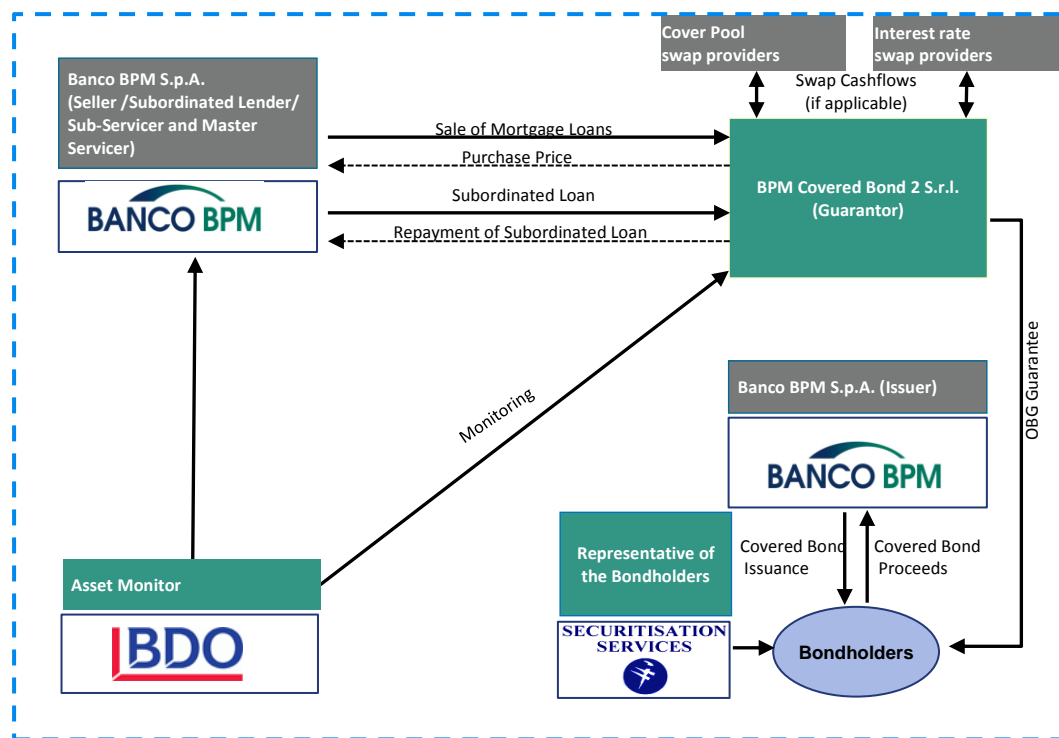 Cover Pool
swap providers
Interest rate
swap providers
Banco BPM S.p.A.
(Seller /Subordinated Lender/
Sub-Servicer and Master
Servicer)
BANCO BPM
Swap Cashflows
(if applicable)
Sale of Mortgage Loans
Purchase Price
Subordinated Loan
Repayment of Subordinated Loan
BPM Covered Bond 2 S.r.l.
(Guarantor)
Monitoring
OBG Guarantee
Banco BPM S.p.A. (Issuer)
BANCO BPM
Asset Monitor
BDO
Representative of
the Bondholders
SECURITISATION
SERVICES
Covered Bond
Issuance
Covered Bond
Proceeds
Bondholders